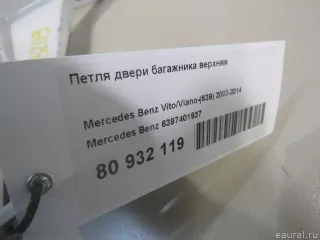 Петля двери багажника верхняя
Mercedes Benz Vito/Viano-(639) 2003-2014
Mercedes Benz 6397401937
80 932 119
eaural.ru